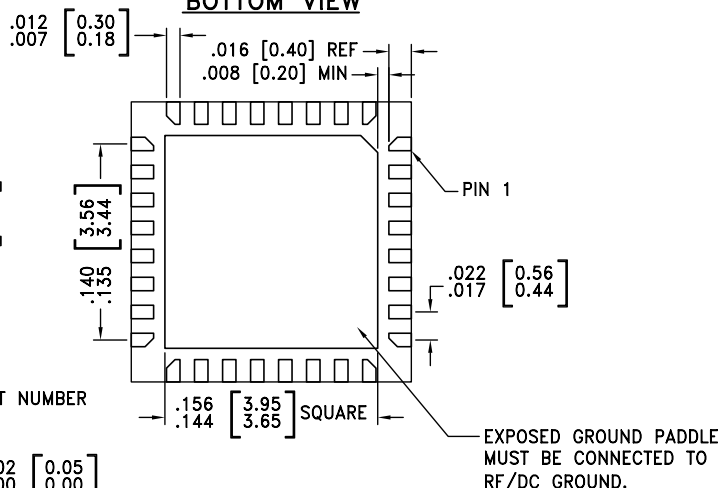 BOTTOM VIEW
.012 [0.30]
.007 [0.18]
.016 [0.40] REF
.008 [0.20] MIN
PIN 1
[3.56]
[3.44]
.140
.135
.022 [0.56]
.017 [0.44]
T NUMBER
.156 [3.95]
.144 [3.65] SQUARE
02 [0.05]
00 [0.00]
EXPOSED GROUND PADDLE
MUST BE CONNECTED TO
RF/DC GROUND.